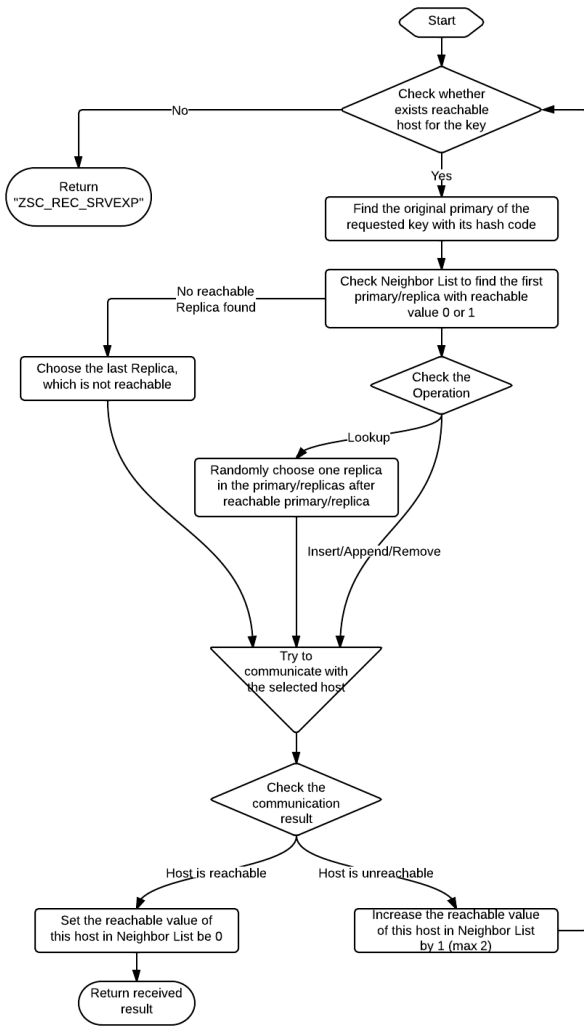 Start
Check whether
exists reachable
host for the key
No
Return
"ZSC_REC_SRVEXP"
Yes
Find the original primary of the
requested key with its hash code
Check Neighbor List to find the first
primary/replica with reachable
value 0 or 1
No reachable
Replica found
Choose the last Replica,
which is not reachable
Check the
Operation
Lookup
Randomly choose one replica
in the primary/replicas after
reachable primary/replica
Insert/Append/Remove
Try to
communicate with
the selected host
Check the
communication
result
Host is reachable
Host is unreachable
Set the reachable value of
this host in Neighbor List be 0
Increase the reachable value
of this host in Neighbor List
by 1 (max 2)
Return received
result